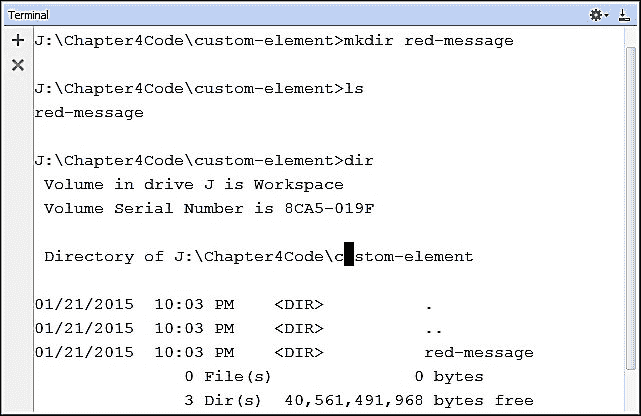 Terminal
J:\Chapter4Code\custom-element>mkdir red-message
J:\Chapter4Code\custom-element>ls
red-message
J:\Chapter4Code\custom-element>dir
Volume in drive J is Workspace
Volume Serial Number is 8CA5-019F
Directory of J:\Chapter4Code\custom-element
01/21/2015  10:03 PM    <DIR>          .
01/21/2015  10:03 PM    <DIR>          ..
01/21/2015  10:03 PM    <DIR>          red-message
0 File(s)              0 bytes
3 Dir(s)  40,561,491,968 bytes free